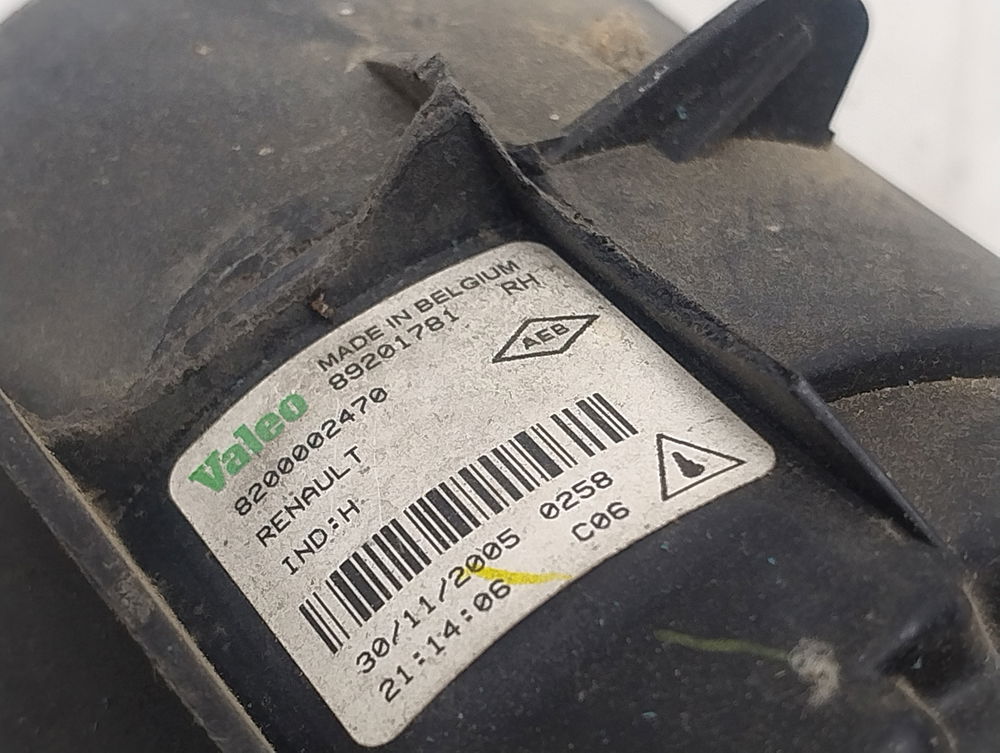 MADE IN BELGIUM
Valeo 89201781 RH
8200002470
RENAULT
AEB
IND:H
30/11/2005 0258
21:14:06 C06